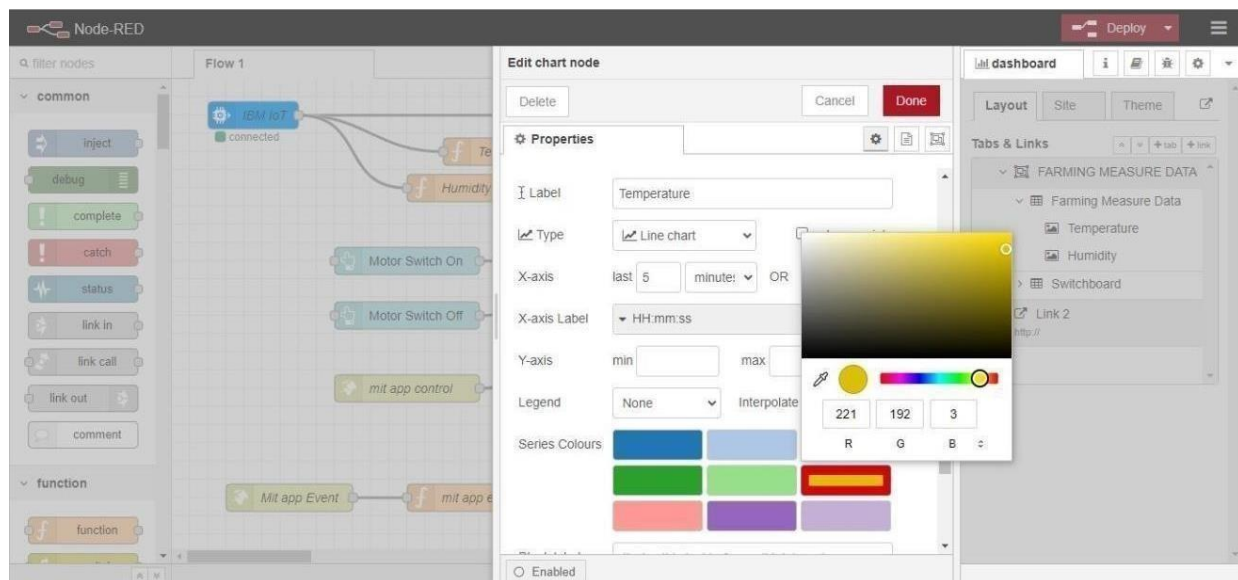 Node-RED
Deploy
filter nodes
common
inject
debug
complete
catch
status
link in
link call
link out
comment
function
function
Flow 1
IBM IoT
connected
Te
Humidity
Motor Switch On
Motor Switch Off
mit app control
Mit app Event
mit app e
Edit chart node
Delete
Cancel
Done
Properties
Label
Temperature
Type
Line chart
X-axis
last
5
minute
OR
X-axis Label
HH:mm:ss
Y-axis
min
max
Legend
None
Interpolate
Series Colours
Enabled
221
192
3
R
G
B
dashboard
i
Layout
Site
Theme
Tabs & Links
+ tab
+ link
FARMING MEASURE DATA
Farming Measure Data
Temperature
Humidity
Switchboard
Link 2
http://